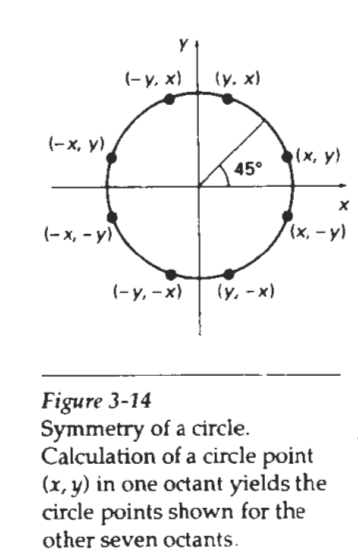 y
(-y, x) (y, x)
(-x, y) (x, y)
45°
x
(-x, -y) (x, -y)
(-y, -x) (y, -x)
Figure 3-14
Symmetry of a circle.
Calculation of a circle point
(x, y) in one octant yields the
circle points shown for the
other seven octants.